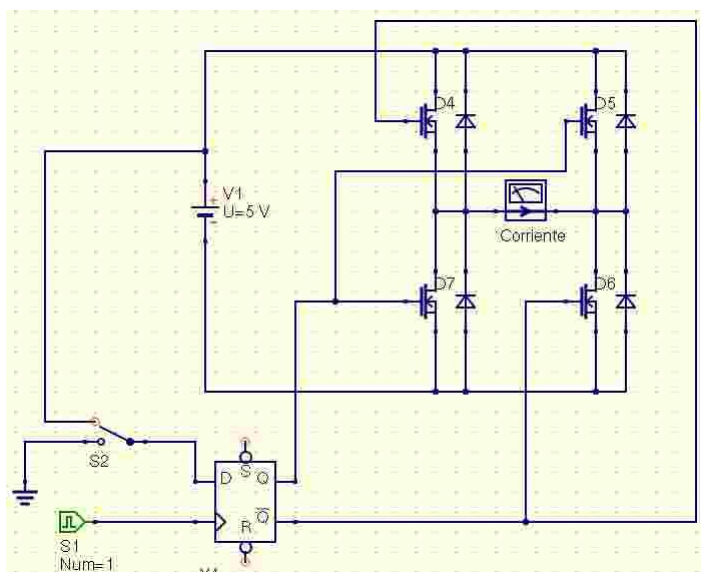 D4
D5
V1
+
U=5 V
-
Corriente
D7
D6
S2
D
S
Q
R
Q̅
S1
Num=1